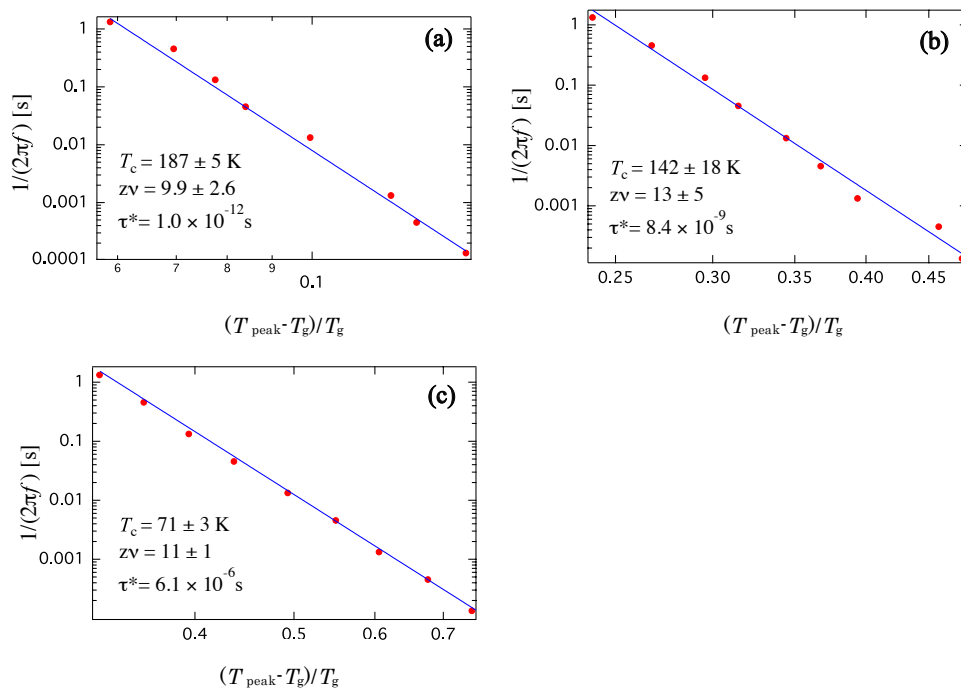 (a)
1
0.1
0.01
0.001
0.0001
1/(2πf) [s]
Tc = 187 ± 5 K
zν = 9.9 ± 2.6
τ*= 1.0 × 10-12s
6 7 8 9 0.1
(T peak-Tg)/Tg
(b)
1
0.1
0.01
0.001
1/(2πf) [s]
Tc = 142 ± 18 K
zν = 13 ± 5
τ*= 8.4 × 10-9s
0.25 0.30 0.35 0.40 0.45
(T peak-Tg)/Tg
(c)
1
0.1
0.01
0.001
1/(2πf) [s]
Tc = 71 ± 3 K
zν = 11 ± 1
τ*= 6.1 × 10-6s
0.4 0.5 0.6 0.7
(T peak-Tg)/Tg